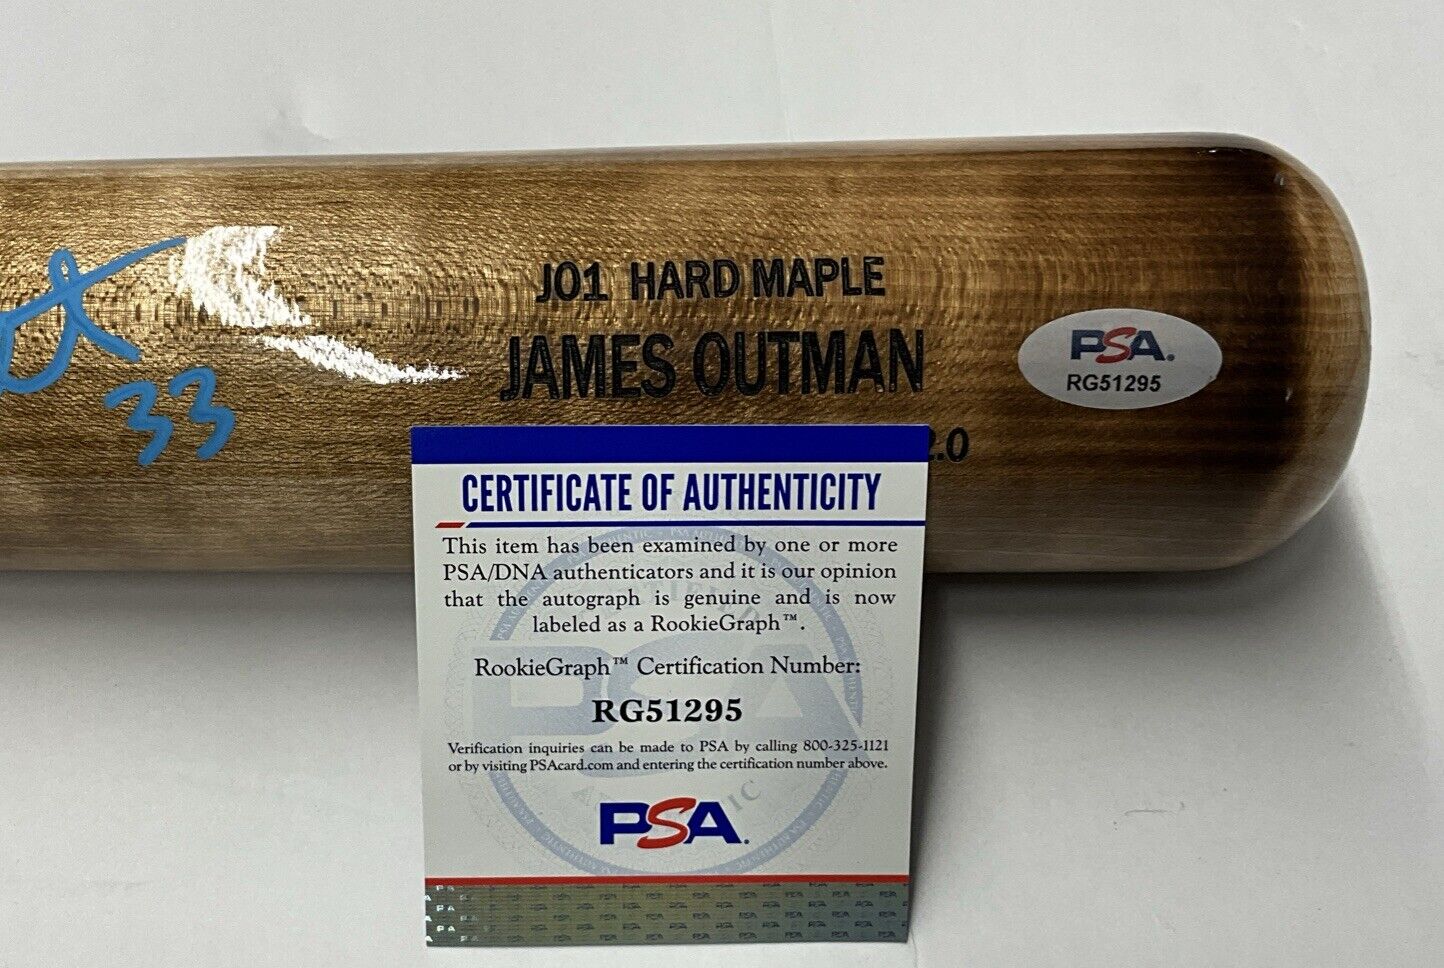 33
JO1 HARD MAPLE
JAMES OUTMAN
2.0
PSA.
RG51295
CERTIFICATE OF AUTHENTICITY
This item has been examined by one or more
PSA/DNA authenticators and it is our opinion
that the autograph is genuine and is now
labeled as a RookieGraph™.
RookieGraph™ Certification Number:
RG51295
Verification inquiries can be made to PSA by calling 800-325-1121
or by visiting PSAcard.com and entering the certification number above.
PSA.